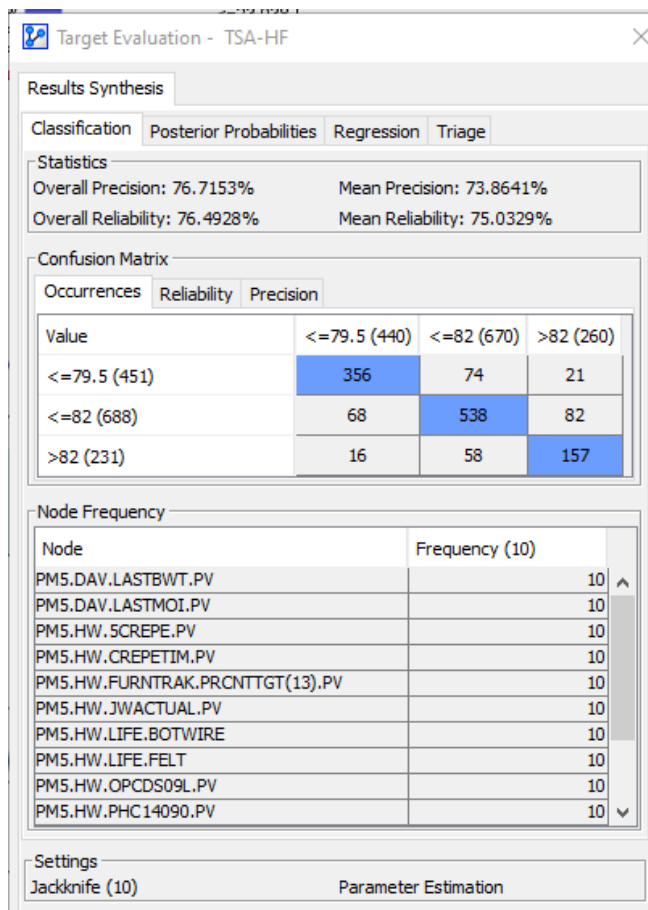 Target Evaluation - TSA-HF
Results Synthesis
Classification Posterior Probabilities Regression Triage
Statistics
Overall Precision: 76.7153% Mean Precision: 73.8641%
Overall Reliability: 76.4928% Mean Reliability: 75.0329%
Confusion Matrix
Occurrences Reliability Precision
Value <=79.5 (440) <=82 (670) >82 (260)
<=79.5 (451) 356 74 21
<=82 (688) 68 538 82
>82 (231) 16 58 157
Node Frequency
Node Frequency (10)
PM5.DAV.LASTBWT.PV 10
PM5.DAV.LASTMOI.PV 10
PM5.HW.5CREPE.PV 10
PM5.HW.CREPETIM.PV 10
PM5.HW.FURNTRAK.PRCNTTGT(13).PV 10
PM5.HW.JWACTUAL.PV 10
PM5.HW.LIFE.BOTWIRE 10
PM5.HW.LIFE.FELT 10
PM5.HW.OPCDS09L.PV 10
PM5.HW.PHC14090.PV 10
Settings
Jackknife (10) Parameter Estimation